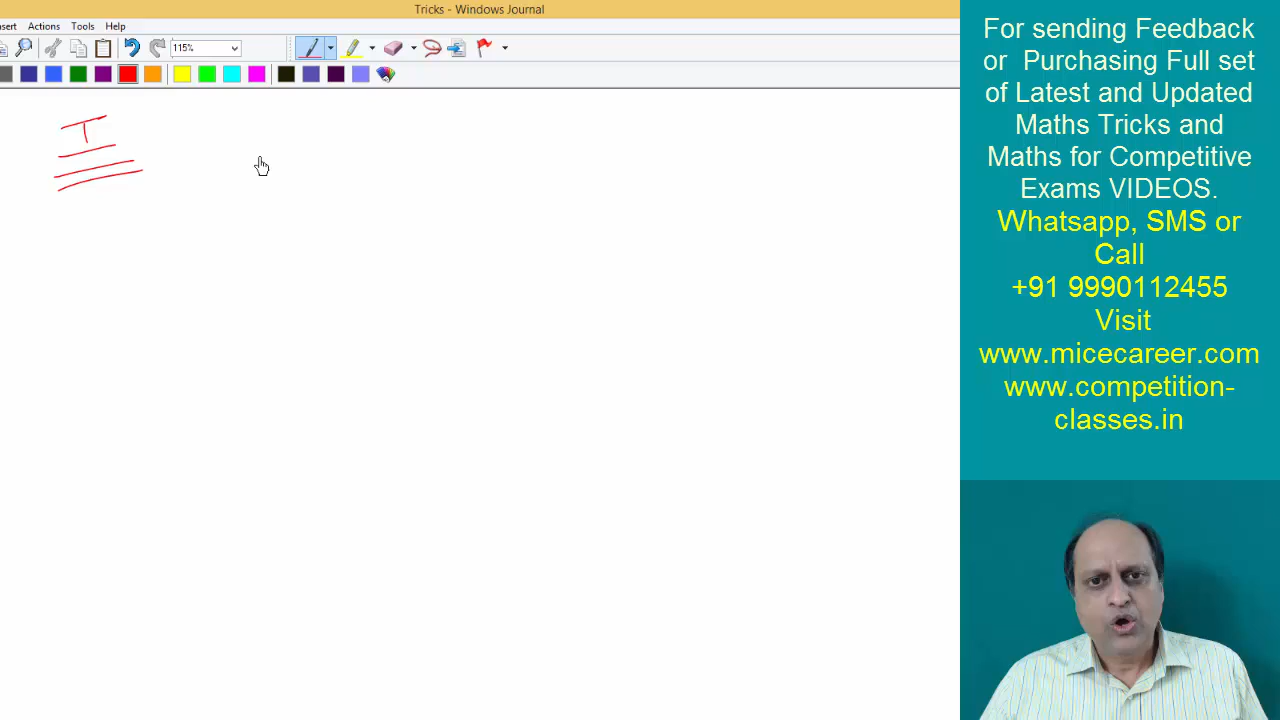 Tricks - Windows Journal
nsert Actions Tools Help
115%
I
For sending Feedback
or Purchasing Full set
of Latest and Updated
Maths Tricks and
Maths for Competitive
Exams VIDEOS.
Whatsapp, SMS or
Call
+91 9990112455
Visit
www.micecareer.com
www.competition-
classes.in